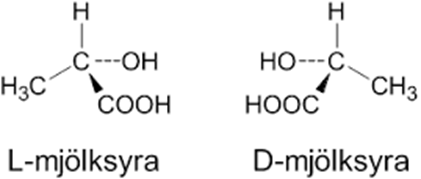 H H
C---OH HO---C
H3C COOH HOOC CH3
L-mjölksyra D-mjölksyra